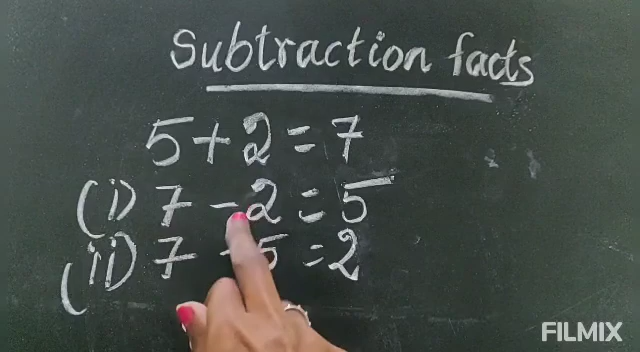 Subtraction facts
5+2=7
(i) 7-2=5
(ii) 7-5=2
FILMIX